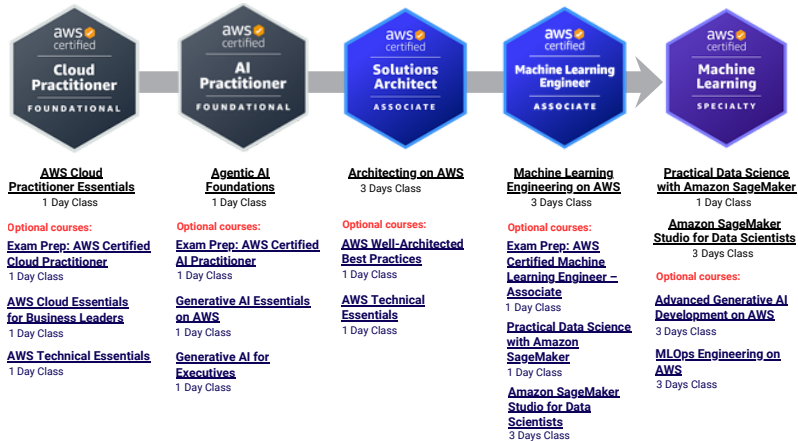 aws
certified
Cloud
Practitioner
FOUNDATIONAL
aws
certified
AI
Practitioner
FOUNDATIONAL
aws
certified
Solutions
Architect
ASSOCIATE
aws
certified
Machine Learning
Engineer
ASSOCIATE
aws
certified
Machine
Learning
SPECIALTY
AWS Cloud
Practitioner Essentials
1 Day Class
Optional courses:
Exam Prep: AWS Certified
Cloud Practitioner
1 Day Class
AWS Cloud Essentials
for Business Leaders
1 Day Class
AWS Technical Essentials
1 Day Class
Agentic AI
Foundations
1 Day Class
Optional courses:
Exam Prep: AWS Certified
AI Practitioner
1 Day Class
Generative AI Essentials
on AWS
1 Day Class
Generative AI for
Executives
1 Day Class
Architecting on AWS
3 Days Class
Optional courses:
AWS Well-Architected
Best Practices
1 Day Class
AWS Technical
Essentials
1 Day Class
Machine Learning
Engineering on AWS
3 Days Class
Optional courses:
Exam Prep: AWS
Certified Machine
Learning Engineer –
Associate
1 Day Class
Practical Data Science
with Amazon
SageMaker
1 Day Class
Amazon SageMaker
Studio for Data
Scientists
3 Days Class
Practical Data Science
with Amazon SageMaker
1 Day Class
Amazon SageMaker
Studio for Data Scientists
3 Days Class
Optional courses:
Advanced Generative AI
Development on AWS
3 Days Class
MLOps Engineering on
AWS
3 Days Class